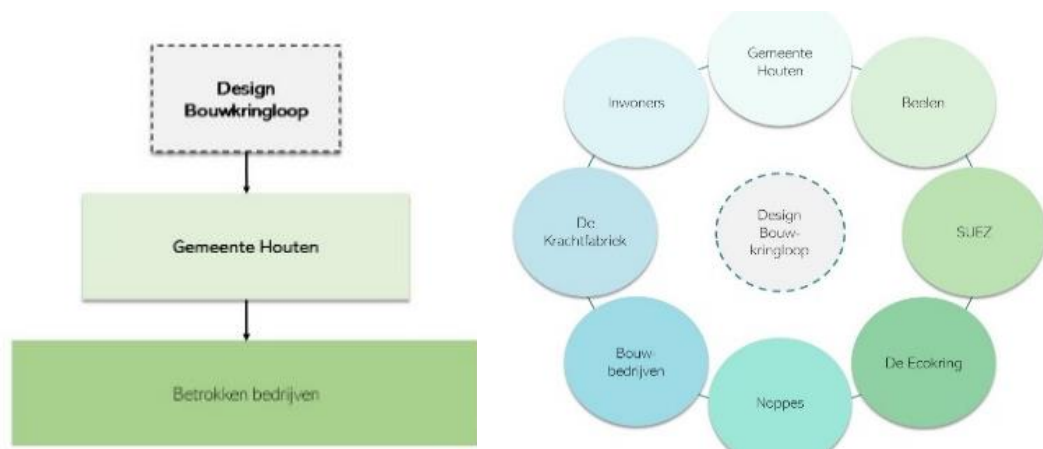 Design
Bouwkringloop
Gemeente Houten
Betrokken bedrijven
Gemeente
Houten
Inwoners
Beelen
De
Krachtfabriek
Design
Bouw-
kringloop
SUEZ
Bouw
bedrijven
De Ecokring
Noppes